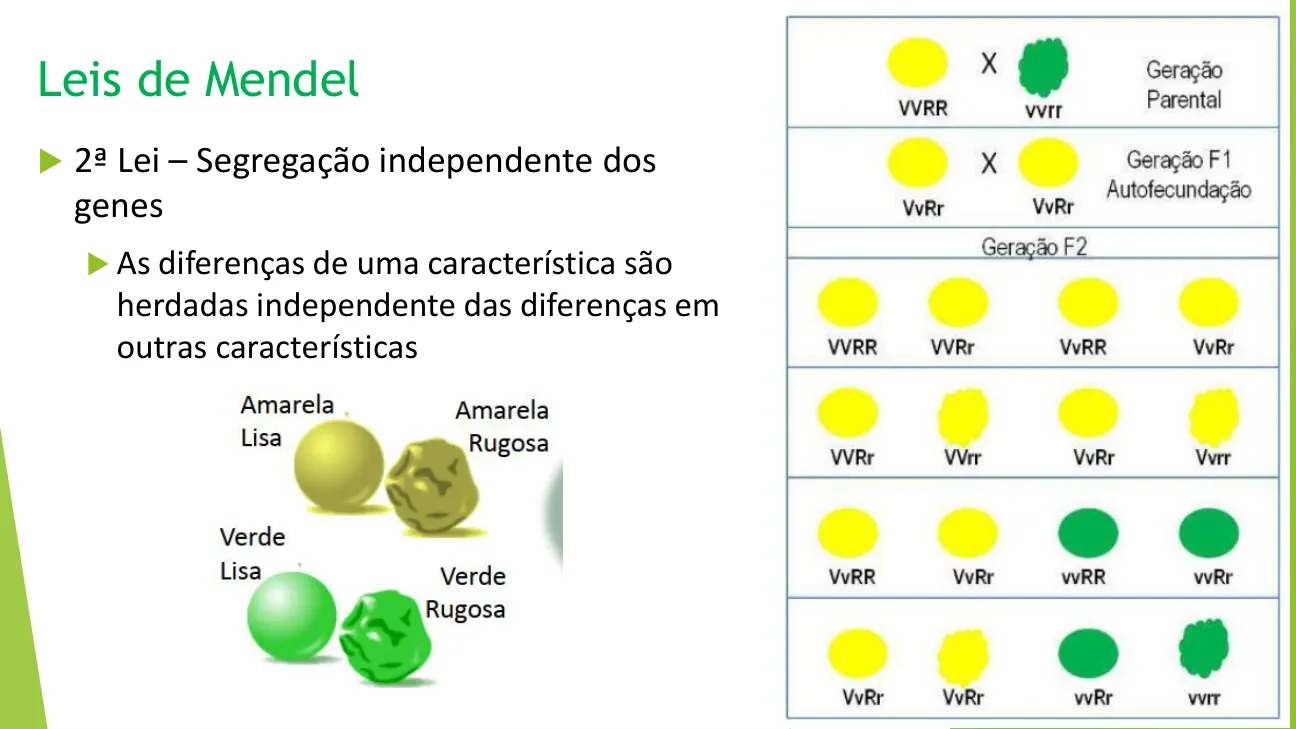 Leis de Mendel
2ª Lei – Segregação independente dos
genes
As diferenças de uma característica são
herdadas independente das diferenças em
outras características
Amarela
Lisa
Amarela
Rugosa
Verde
Lisa
Verde
Rugosa
X
VVRR vvrr
Geração
Parental
X
VvRr VvRr
Geração F1
Autofecundação
Geração F2
VVRR VVRr VvRR VvRr
VVRr VVrr VvRr Vvrr
VvRR VvRr vvRR vvRr
VvRr VvRr vvRr vvrr